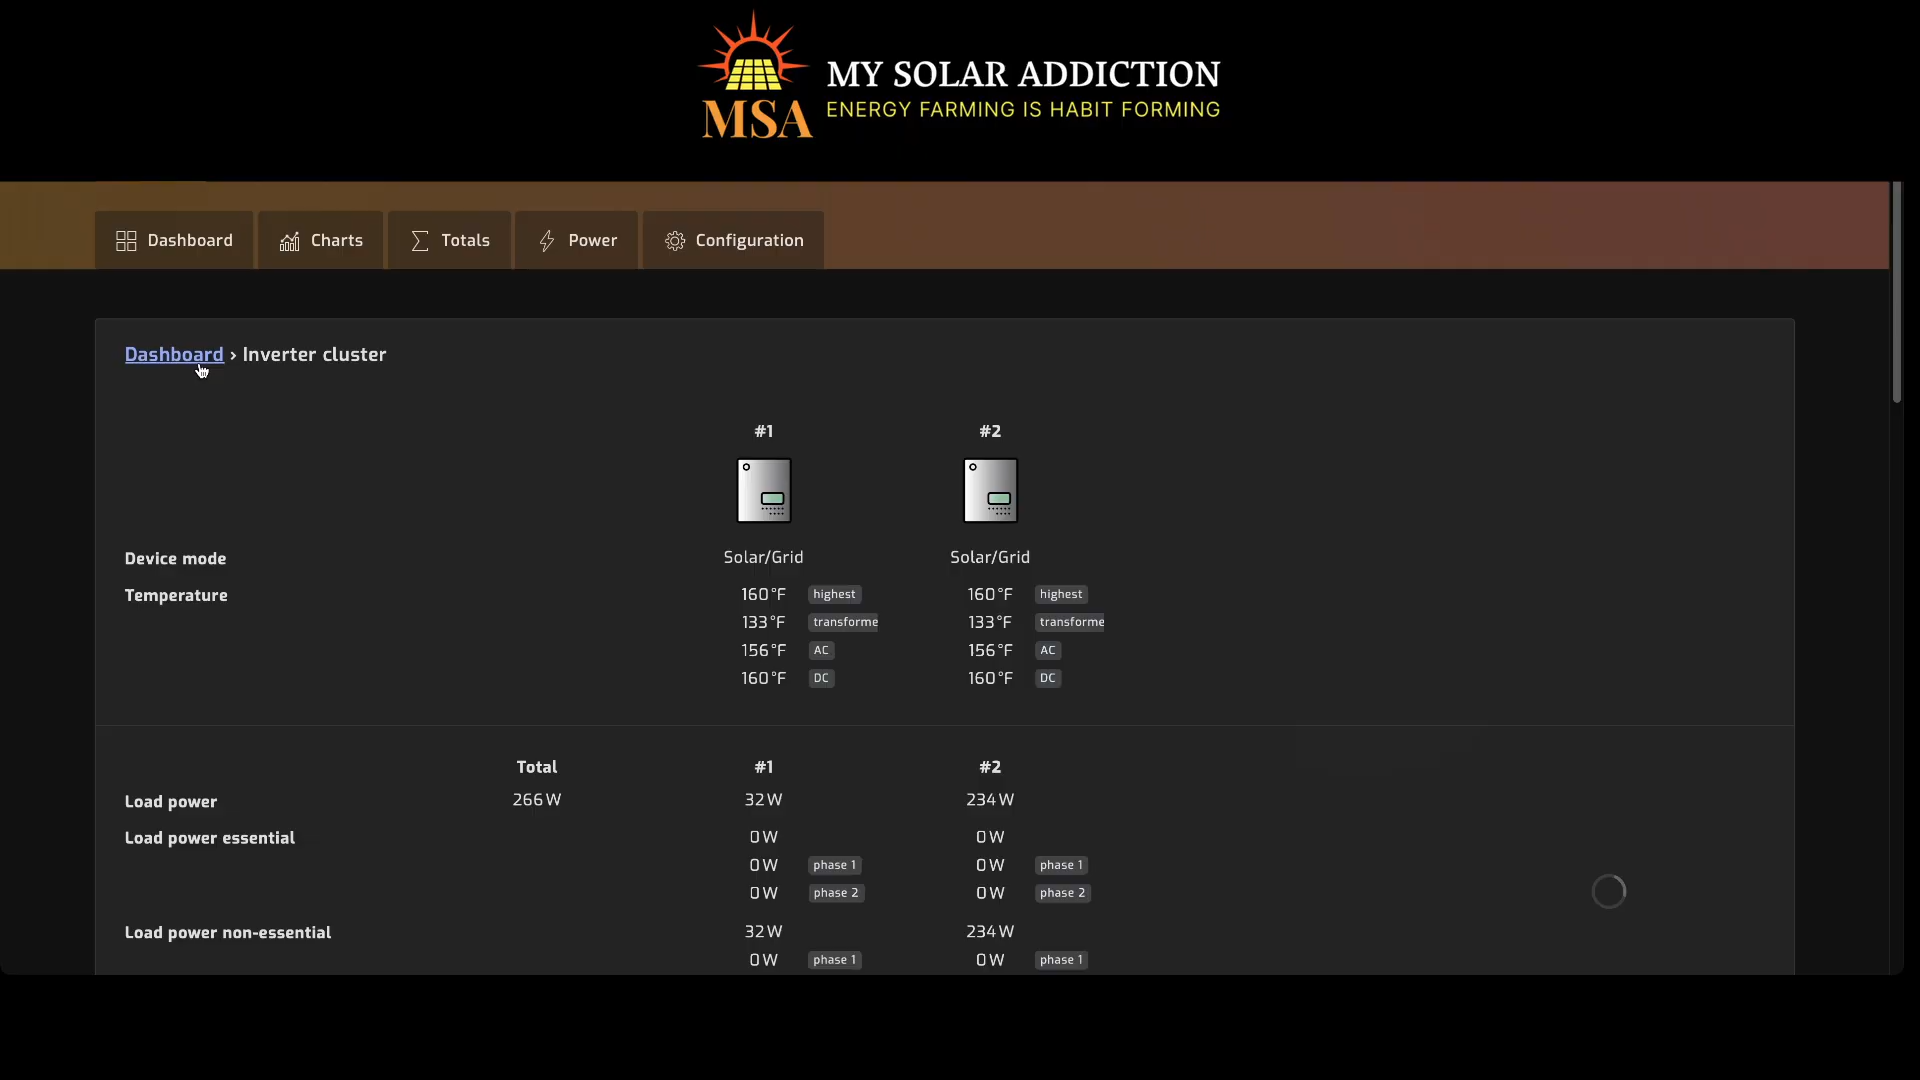 MY SOLAR ADDICTION
ENERGY FARMING IS HABIT FORMING
MSA
Dashboard Charts Totals Power Configuration
Dashboard › Inverter cluster
#1 #2
Device mode Solar/Grid Solar/Grid
Temperature 160°F highest 160°F highest
133°F transforme 133°F transforme
156°F AC 156°F AC
160°F DC 160°F DC
Total #1 #2
Load power 266W 32W 234W
Load power essential 0W 0W
0W phase 1 0W phase 1
0W phase 2 0W phase 2
Load power non-essential 32W 234W
0W phase 1 0W phase 1